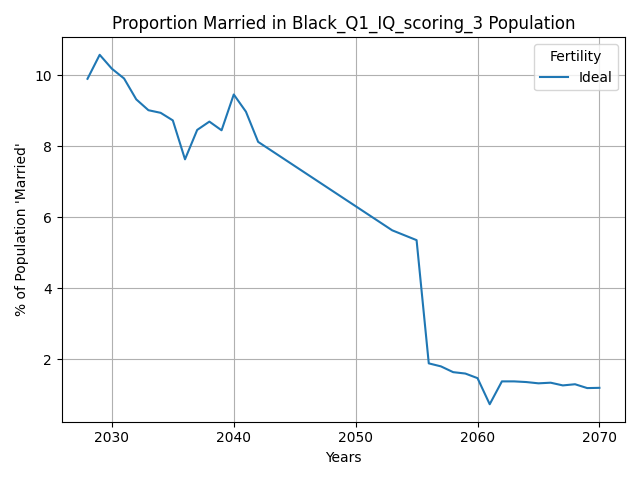 Proportion Married in Black_Q1_IQ_scoring_3 Population
Fertility
Ideal
% of Population 'Married'
10
8
6
4
2
2030 2040 2050 2060 2070
Years